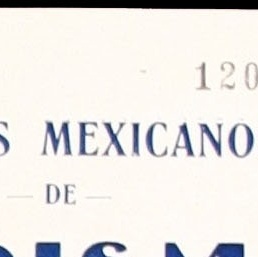 120
S MEXICANO
— DE —